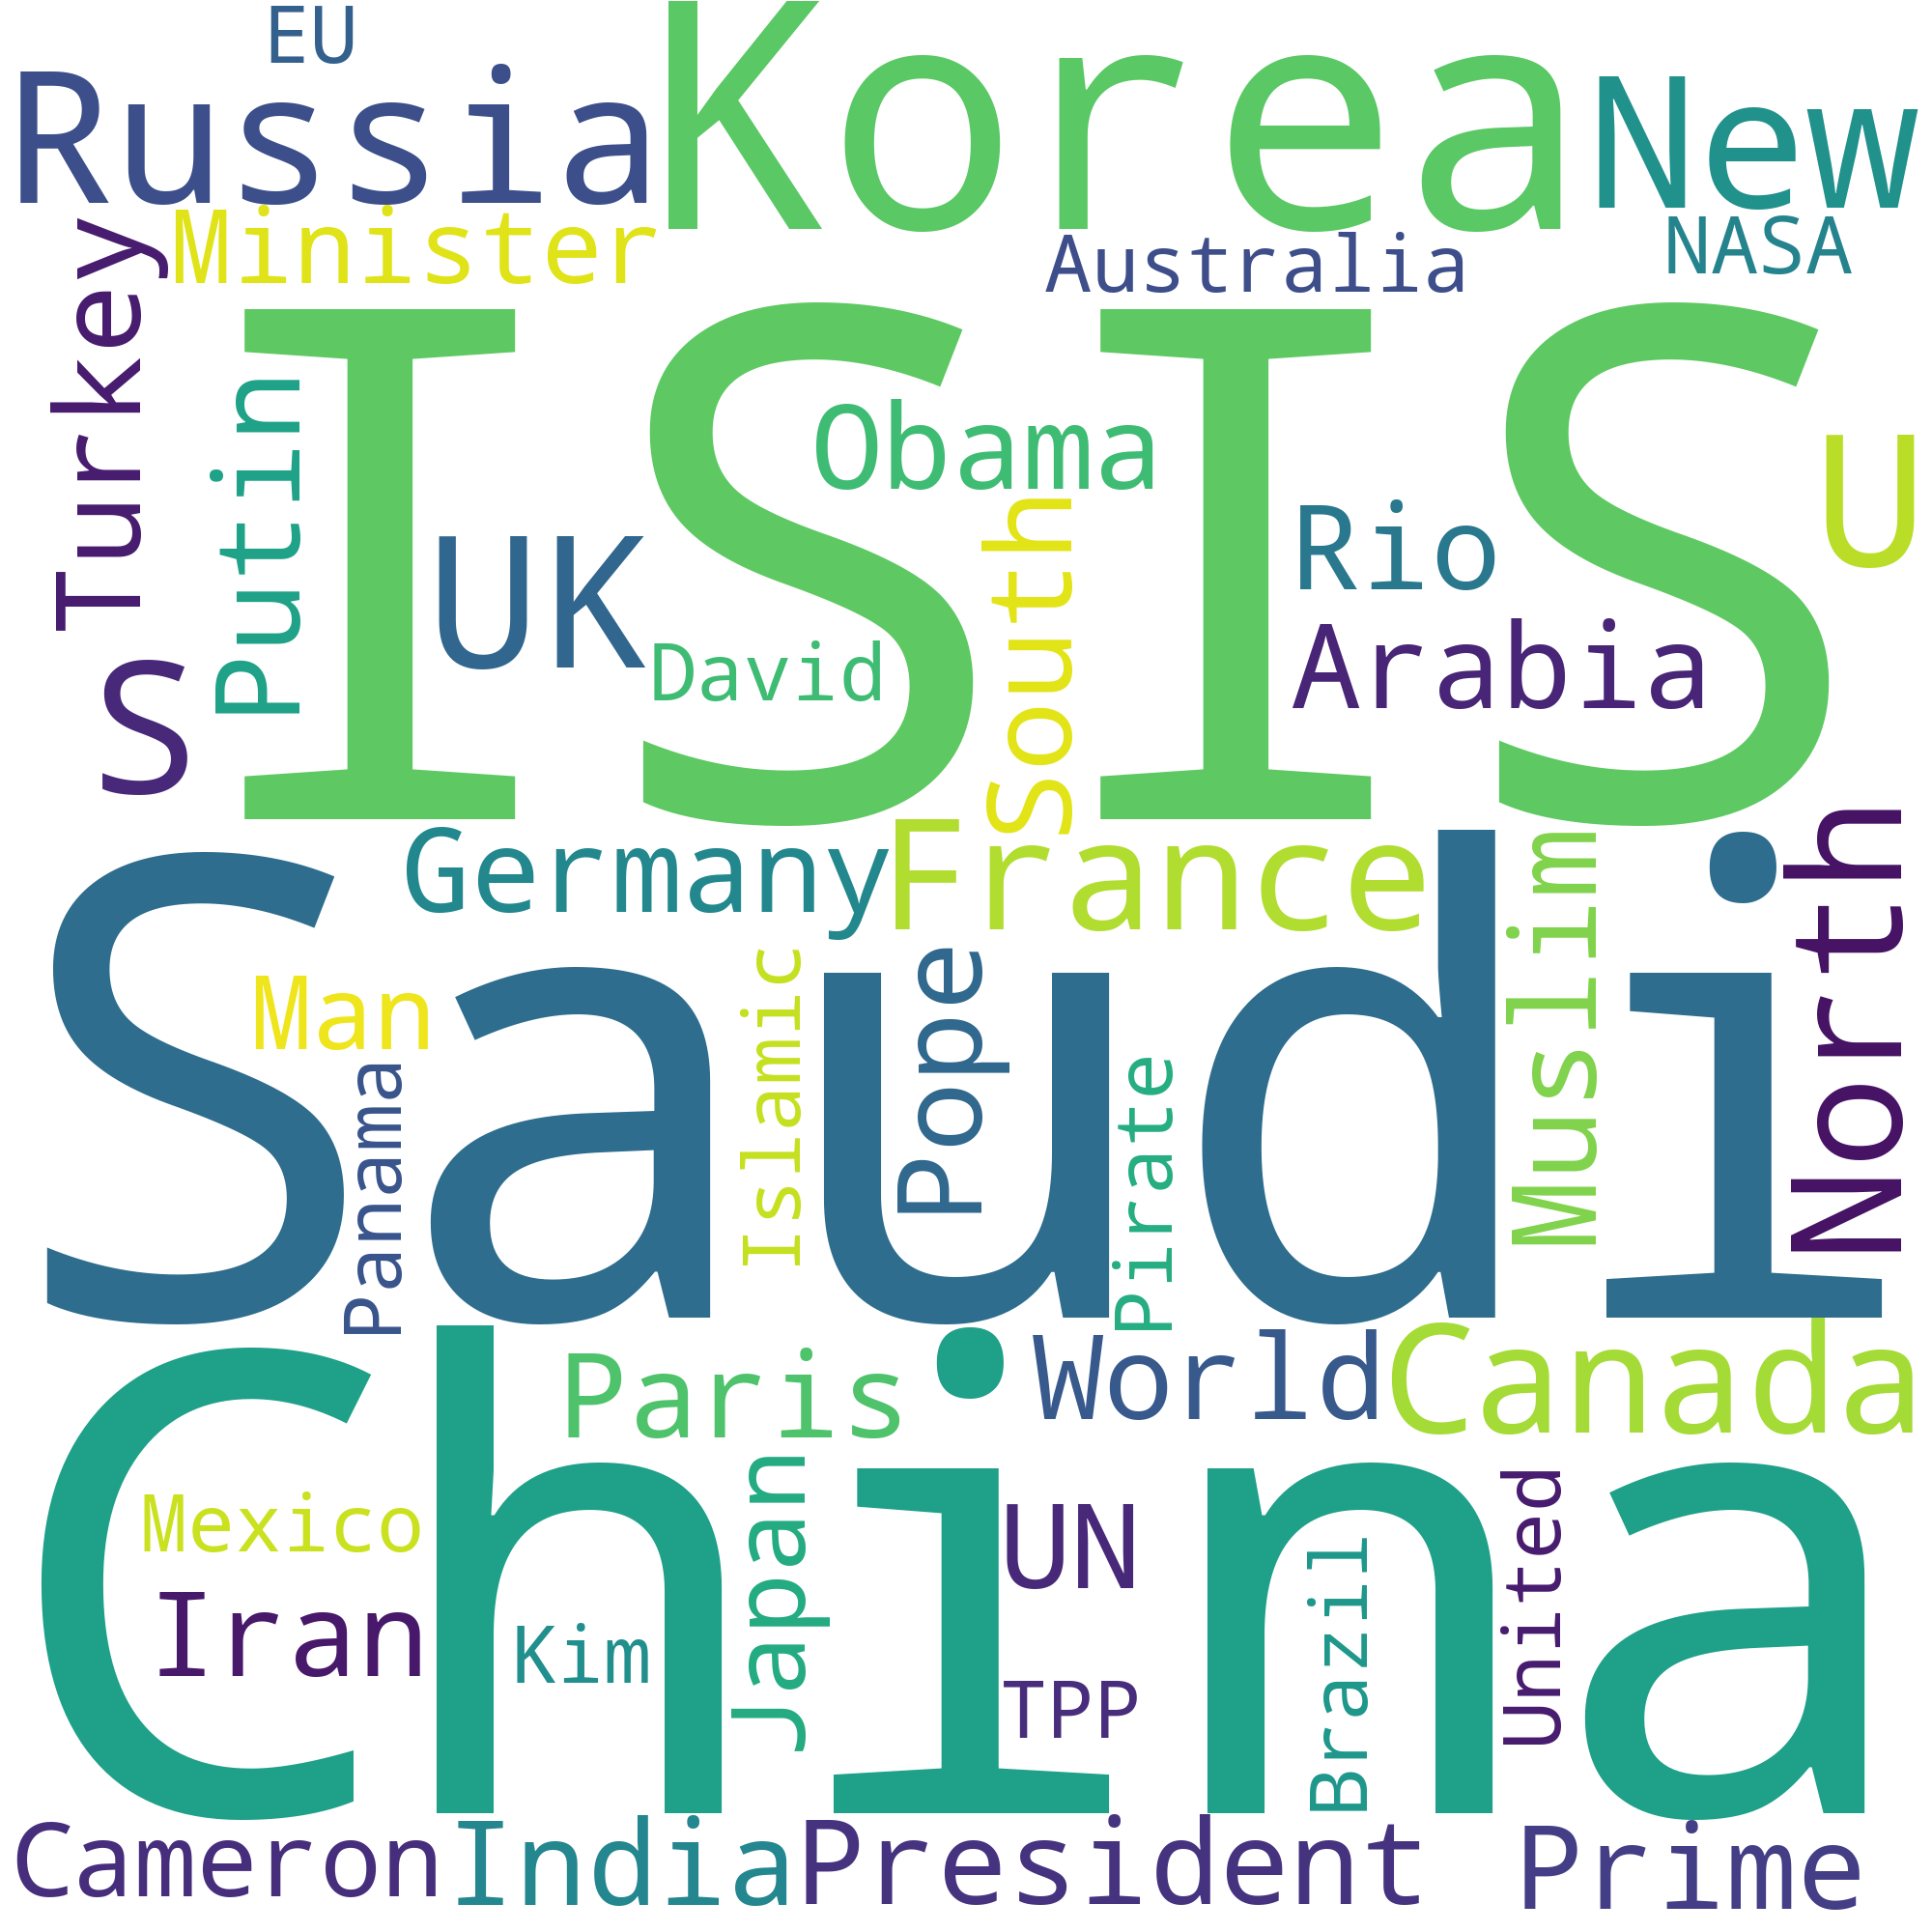 EU
Russia
Korea
New
Minister
Australia
NASA
Turkey
ISIS
Putin
Obama
U
UK
South
Rio
David
Arabia
S
Germany
France
Muslim
North
Saudi
Man
Islamic
Pope
Panama
Pirate
Paris
World
Canada
China
Mexico
Japan
UN
United
Iran
Kim
Brazil
TPP
Cameron
India
President
Prime